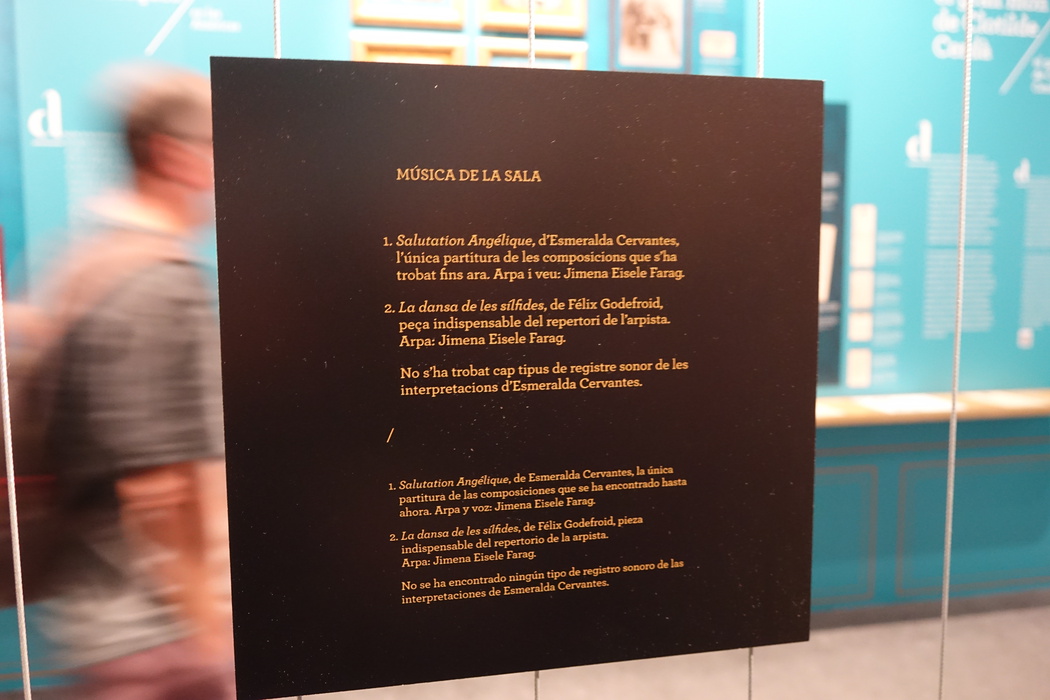 de Clotilde
Cerdà
d
d
d
MÚSICA DE LA SALA
1. Salutation Angélique, d'Esmeralda Cervantes,
l'única partitura de les composicions que s'ha
trobat fins ara. Arpa i veu: Jimena Eisele Farag.
2. La dansa de les sílfides, de Félix Godefroid,
peça indispensable del repertori de l'arpista.
Arpa: Jimena Eisele Farag.
No s'ha trobat cap tipus de registre sonor de les
interpretacions d'Esmeralda Cervantes.
/
1. Salutation Angélique, de Esmeralda Cervantes, la única
partitura de las composiciones que se ha encontrado hasta
ahora. Arpa y voz: Jimena Eisele Farag.
2. La dansa de les sílfides, de Félix Godefroid, pieza
indispensable del repertorio de la arpista.
Arpa: Jimena Eisele Farag.
No se ha encontrado ningún tipo de registro sonoro de las
interpretaciones de Esmeralda Cervantes.